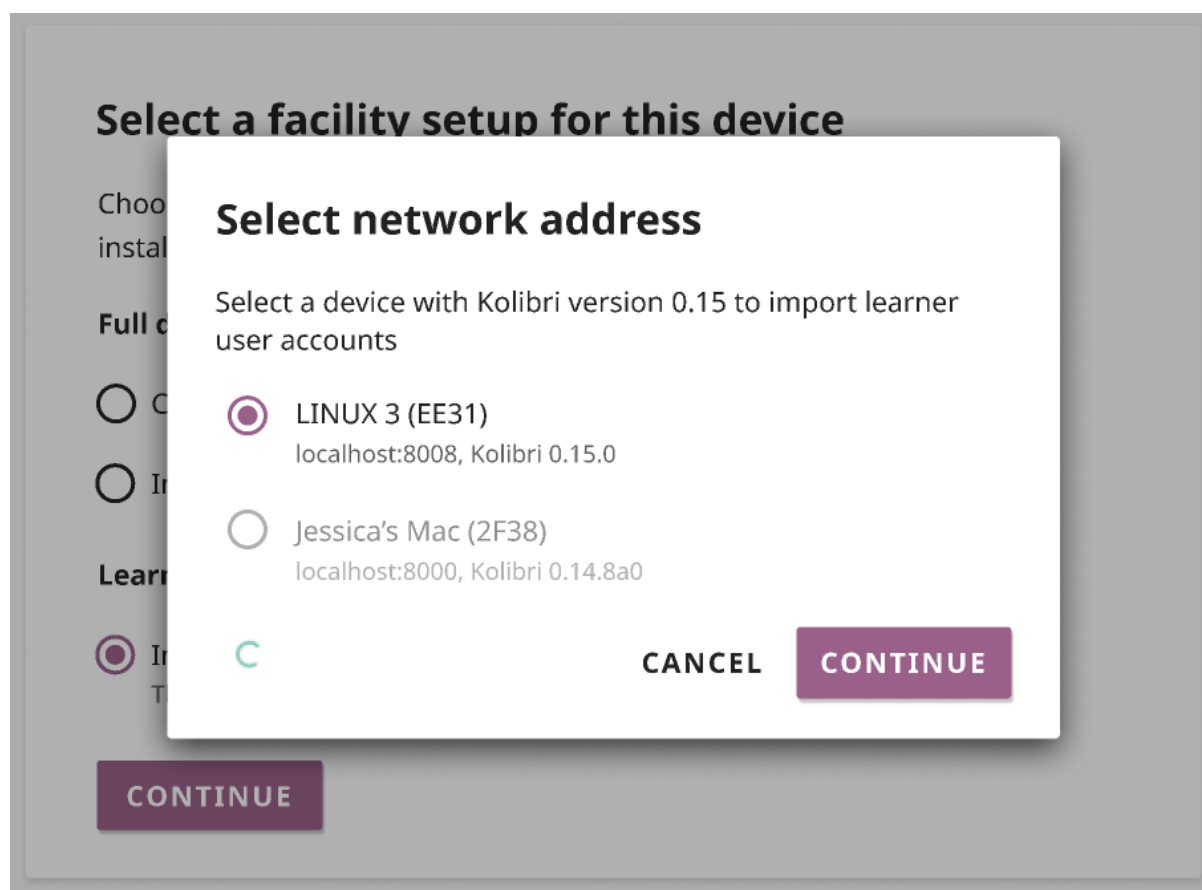 Select a facility setup for this device
Select network address
Select a device with Kolibri version 0.15 to import learner
user accounts
Full
LINUX 3 (EE31)
localhost:8008, Kolibri 0.15.0
Jessica’s Mac (2F38)
localhost:8000, Kolibri 0.14.8a0
CANCEL
CONTINUE
CONTINUE